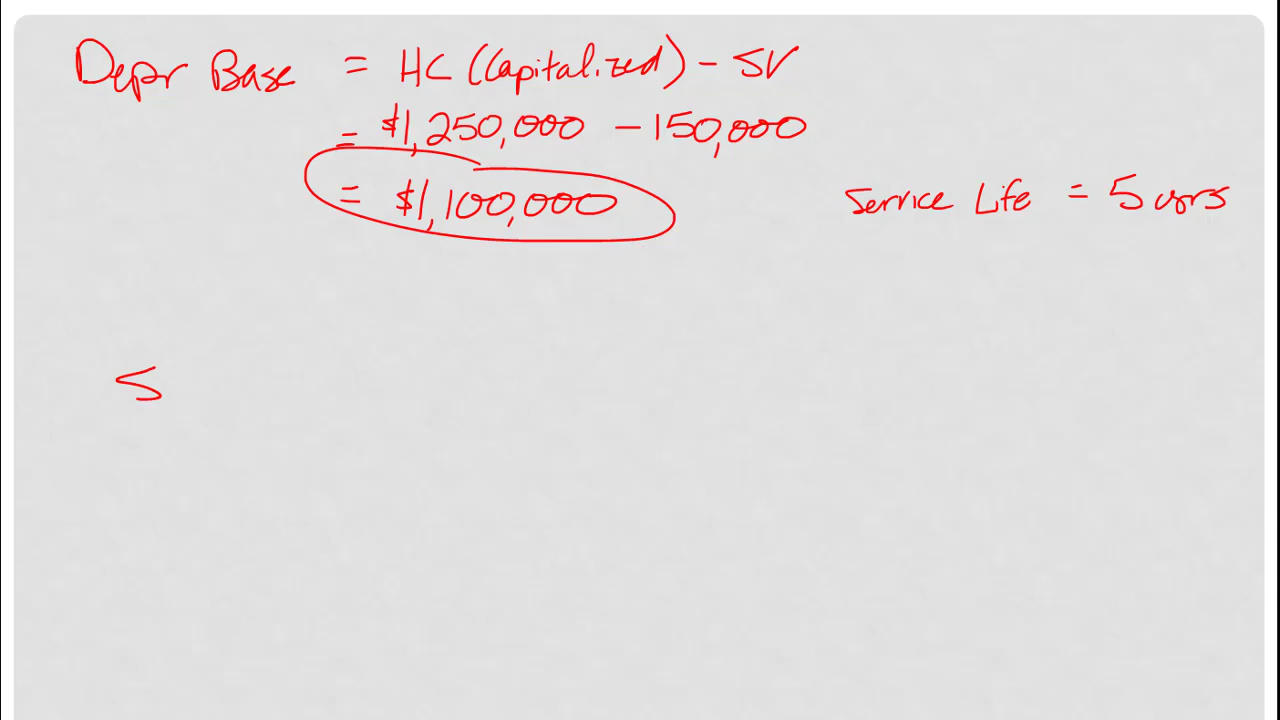 Depr Base = HC (Capitalized) - SV
= $1,250,000 - 150,000
= $1,100,000
Service Life = 5 yrs
S